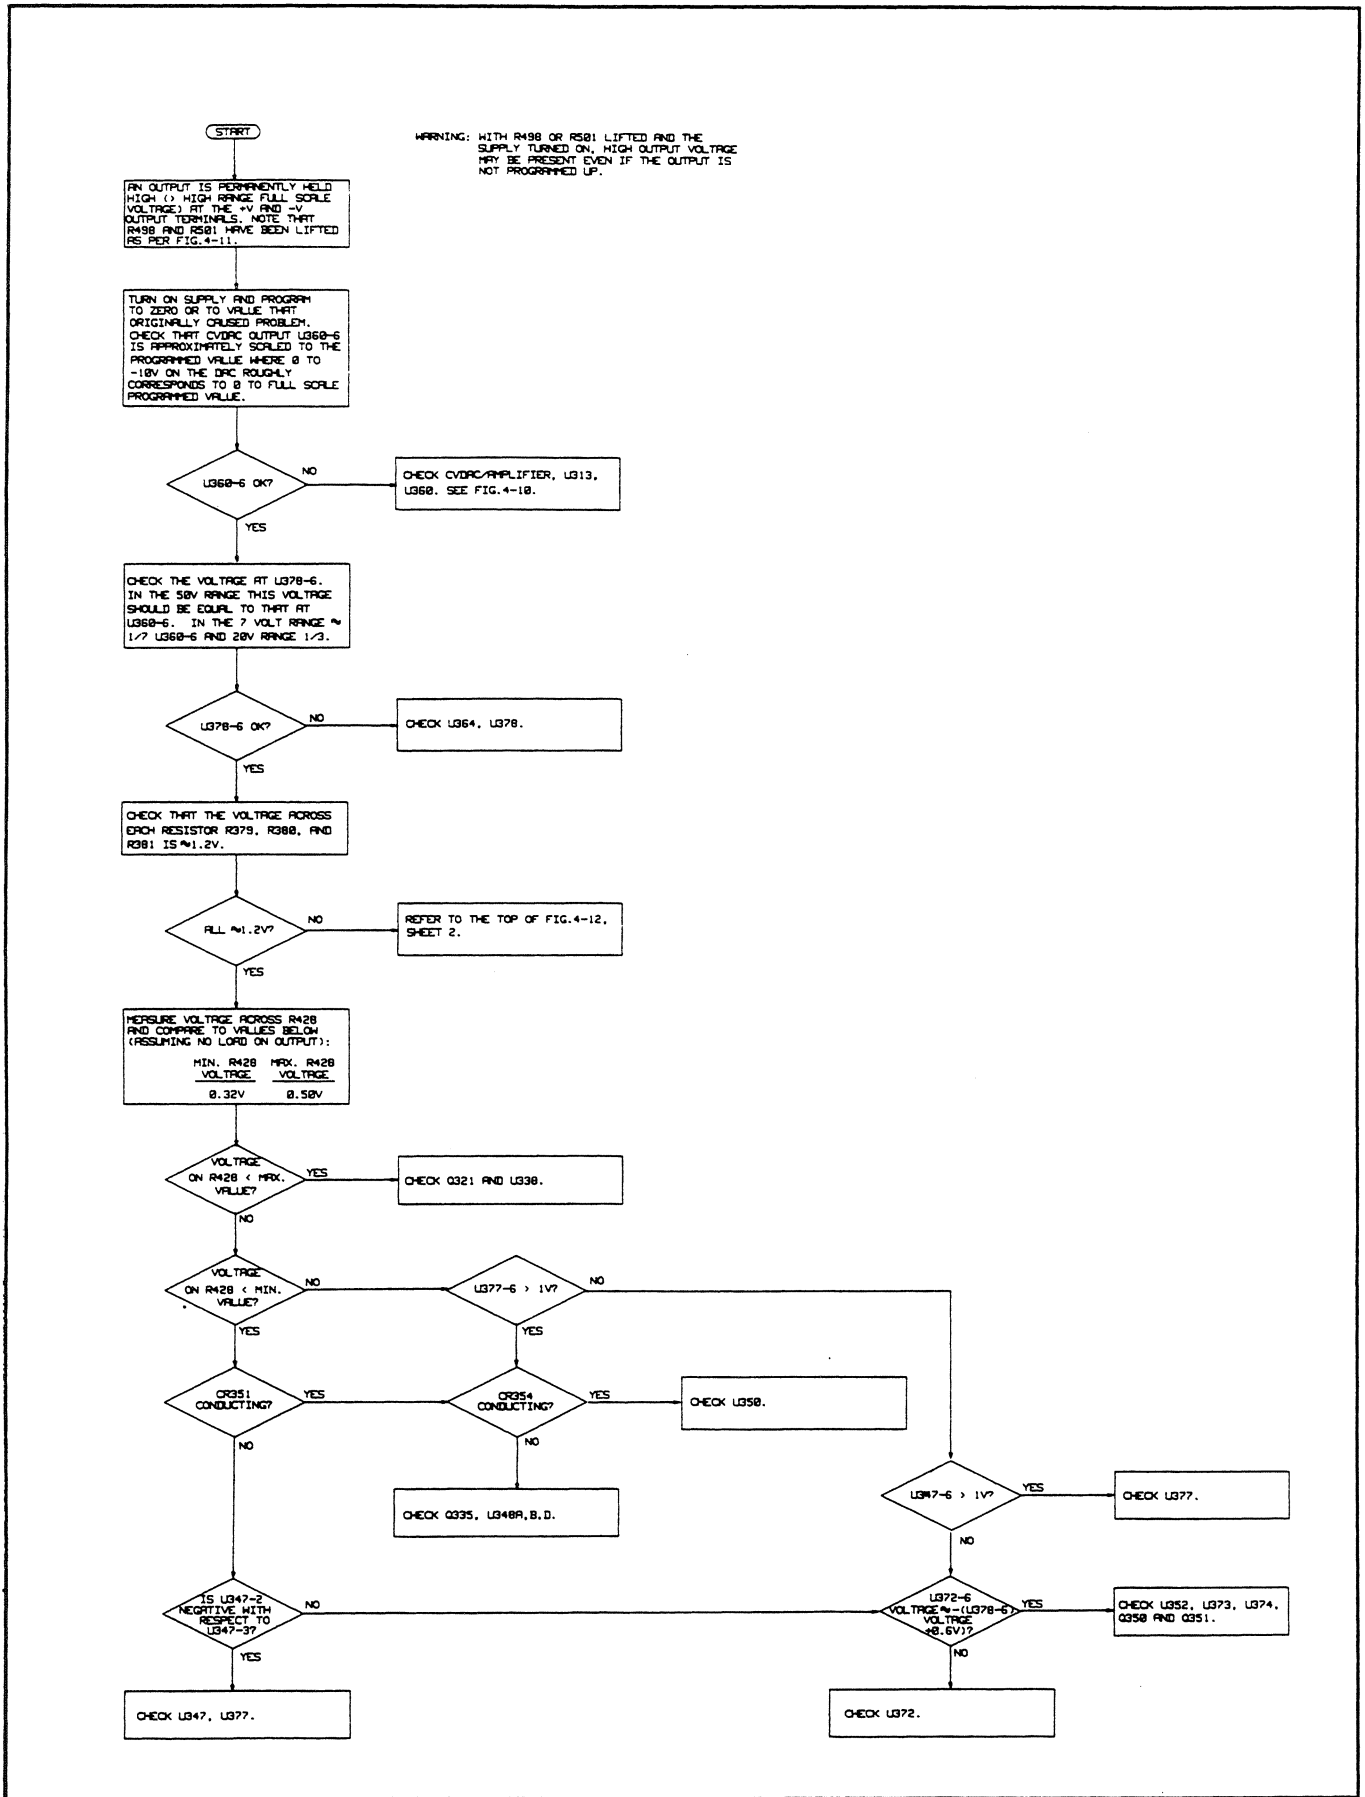 START
WARNING: WITH R498 OR R501 LIFTED AND THE
SUPPLY TURNED ON, HIGH OUTPUT VOLTAGE
MAY BE PRESENT EVEN IF THE OUTPUT IS
NOT PROGRAMMED UP.
AN OUTPUT IS PERMANENTLY HELD
HIGH (> HIGH RANGE FULL SCALE
VOLTAGE) AT THE +V AND -V
OUTPUT TERMINALS. NOTE THAT
R498 AND R501 HAVE BEEN LIFTED
AS PER FIG.4-11.
TURN ON SUPPLY AND PROGRAM
TO ZERO OR TO VALUE THAT
ORIGINALLY CAUSED PROBLEM.
CHECK THAT CVDAC OUTPUT U360-6
IS APPROXIMATELY SCALED TO THE
PROGRAMMED VALUE WHERE 0 TO
-10V ON THE DAC ROUGHLY
CORRESPONDS TO 0 TO FULL SCALE
PROGRAMMED VALUE.
U360-6 OK?
NO
CHECK CVDAC/AMPLIFIER, U313,
U360. SEE FIG.4-10.
YES
CHECK THE VOLTAGE AT U378-6.
IN THE 50V RANGE THIS VOLTAGE
SHOULD BE EQUAL TO THAT AT
U360-6. IN THE 7 VOLT RANGE ≈
1/7 U360-6 AND 20V RANGE 1/3.
U378-6 OK?
NO
CHECK U364, U378.
YES
CHECK THAT THE VOLTAGE ACROSS
EACH RESISTOR R379, R380, AND
R381 IS ≈1.2V.
ALL ≈1.2V?
NO
REFER TO THE TOP OF FIG.4-12,
SHEET 2.
YES
MEASURE VOLTAGE ACROSS R428
AND COMPARE TO VALUES BELOW
(ASSUMING NO LOAD ON OUTPUT):
MIN. R428 MAX. R428
VOLTAGE VOLTAGE
0.32V 0.50V
VOLTAGE
ON R428 < MAX.
VALUE?
YES
CHECK Q321 AND U338.
NO
VOLTAGE
ON R428 < MIN.
VALUE?
NO
U377-6 > 1V?
NO
YES
YES
CR351
CONDUCTING?
YES
CR354
CONDUCTING?
YES
CHECK U350.
NO
NO
CHECK Q335, U348A,B,D.
U347-6 > 1V?
YES
CHECK U377.
NO
IS U347-2
NEGATIVE WITH
RESPECT TO
U347-3?
NO
U372-6
VOLTAGE ≈-(U378-6
VOLTAGE
+0.6V)?
YES
CHECK U352, U373, U374,
Q350 AND Q351.
YES
NO
CHECK U347, U377.
CHECK U372.